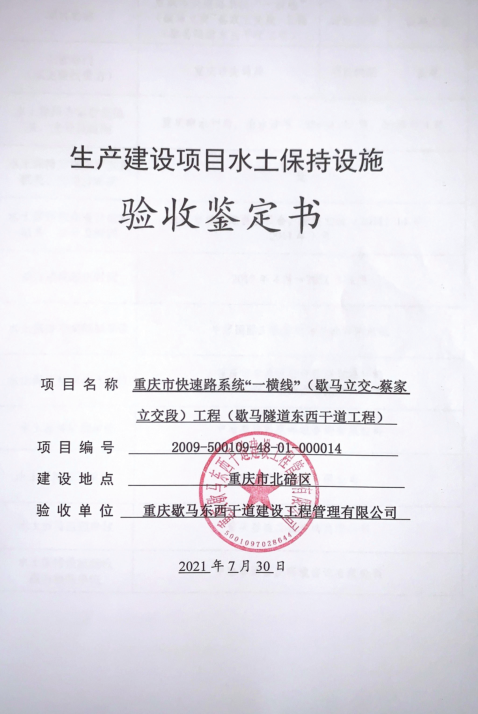 生产建设项目水土保持设施
验收鉴定书
项目名称 重庆市快速路系统“一横线”（歇马立交~蔡家
立交段）工程（歇马隧道东西干道工程）
项目编号 2009-500109-48-01-000014
建设地点 重庆市北碚区
验收单位 重庆歇马东西干道建设工程管理有限公司
5001097028644
2021年7月30日